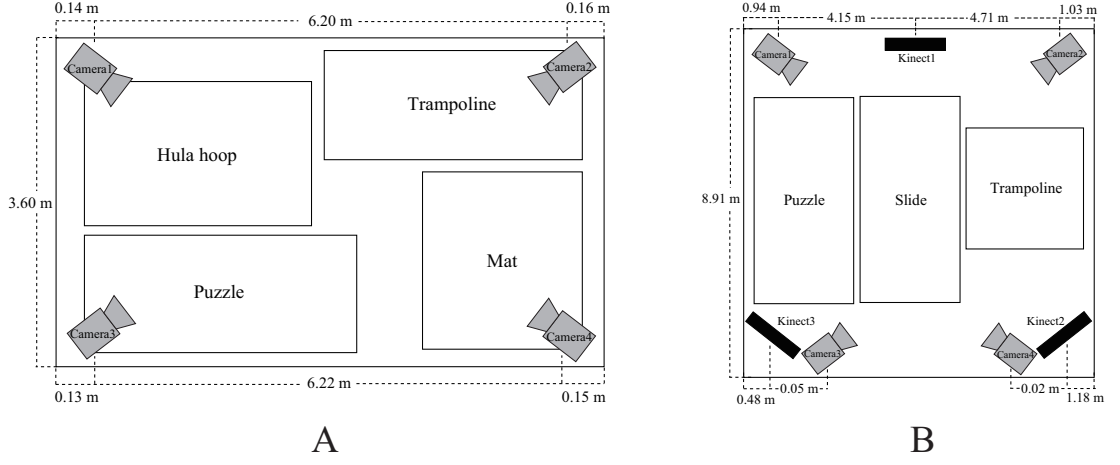 0.14 m
6.20 m
0.16 m
Camera1
Camera2
Trampoline
Hula hoop
3.60 m
Mat
Puzzle
Camera3
Camera4
6.22 m
0.13 m
0.15 m
A
0.94 m
4.15 m
4.71 m
1.03 m
Camera1
Kinect1
Camera2
8.91 m
Puzzle
Slide
Trampoline
Kinect3
Kinect2
Camera3
Camera4
0.05 m
0.02 m
0.48 m
1.18 m
B